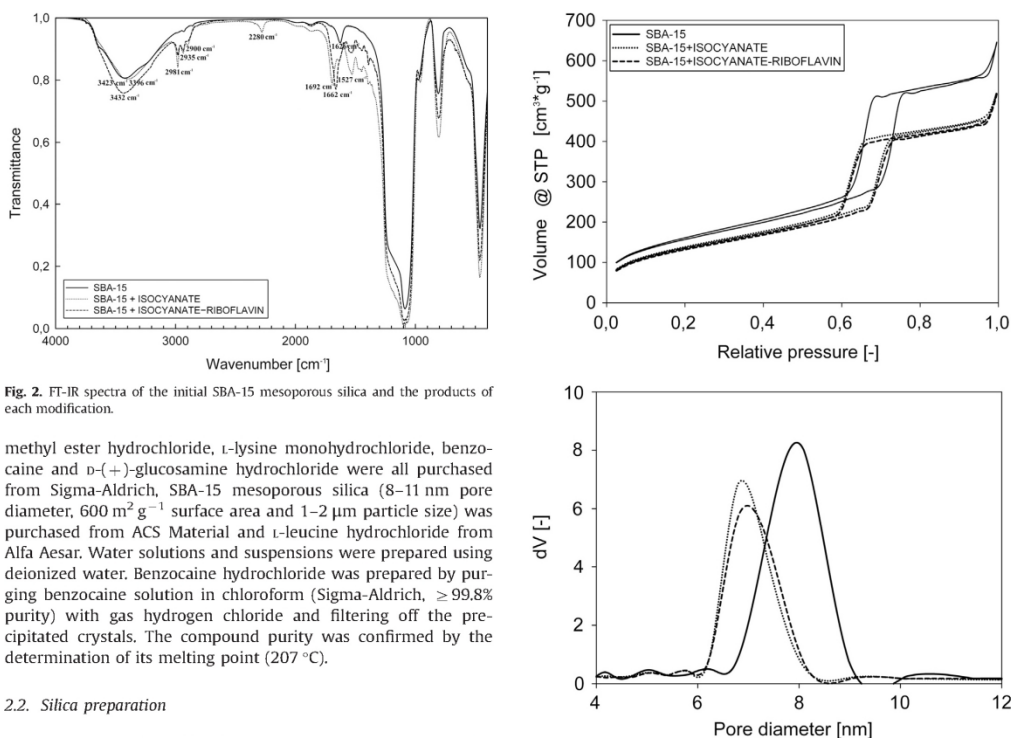 1,0
0,8
0,6
0,4
0,2
0,0
Transmittance
2900 cm⁻¹
2935 cm⁻¹
2981 cm⁻¹
3396 cm⁻¹
3432 cm⁻¹
2280 cm⁻¹
1692 cm⁻¹
1662 cm⁻¹
1527 cm⁻¹
SBA-15
SBA-15 + ISOCYANATE
SBA-15 + ISOCYANATE-RIBOFLAVIN
4000 3000 2000 1000
Wavenumber [cm⁻¹]
Fig. 2. FT-IR spectra of the initial SBA-15 mesoporous silica and the products of
each modification.
methyl ester hydrochloride, L-lysine monohydrochloride, benzo-
caine and D-(+)-glucosamine hydrochloride were all purchased
from Sigma-Aldrich, SBA-15 mesoporous silica (8–11 nm pore
diameter, 600 m² g⁻¹ surface area and 1–2 μm particle size) was
purchased from ACS Material and L-leucine hydrochloride from
Alfa Aesar. Water solutions and suspensions were prepared using
deionized water. Benzocaine hydrochloride was prepared by pur-
ging benzocaine solution in chloroform (Sigma-Aldrich, ≥ 99.8%
purity) with gas hydrogen chloride and filtering off the pre-
cipitated crystals. The compound purity was confirmed by the
determination of its melting point (207 °C).
2.2. Silica preparation
700
600
500
400
300
200
100
0
Volume @ STP [cm³*g⁻¹]
SBA-15
SBA-15+ISOCYANATE
SBA-15+ISOCYANATE-RIBOFLAVIN
0,0 0,2 0,4 0,6 0,8 1,0
Relative pressure [-]
10
8
6
4
2
0
dV [-]
4 6 8 10 12
Pore diameter [nm]